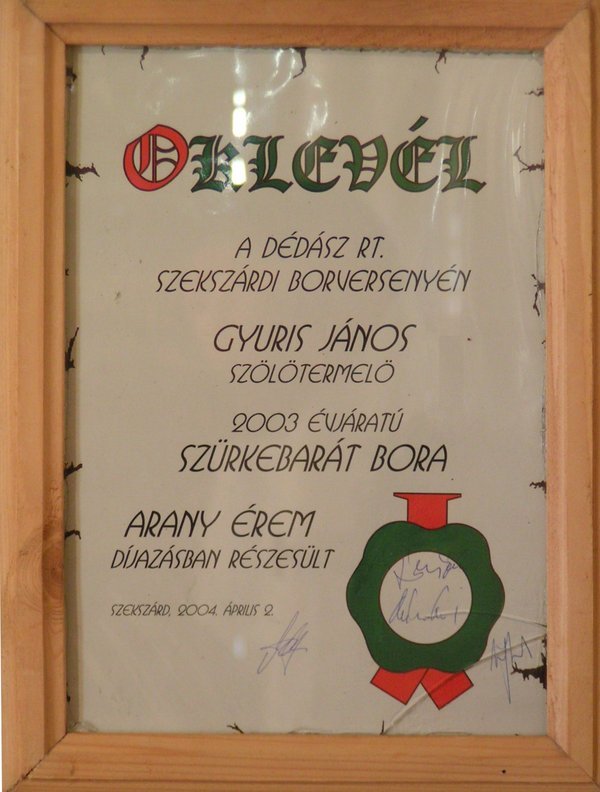 OKLEVÉL
A DÉDÁSZ RT.
SZEKSZÁRDI BORVERSENYÉN
GYURIS JÁNOS
SZÖLÖTERMELÖ
2003 ÉVJÁRATÚ
SZÜRKEBARÁT BORA
ARANY ÉREM
DÍJAZÁSBAN RÉSZESÜLT
SZEKSZÁRD, 2004. ÁPRILIS 2.